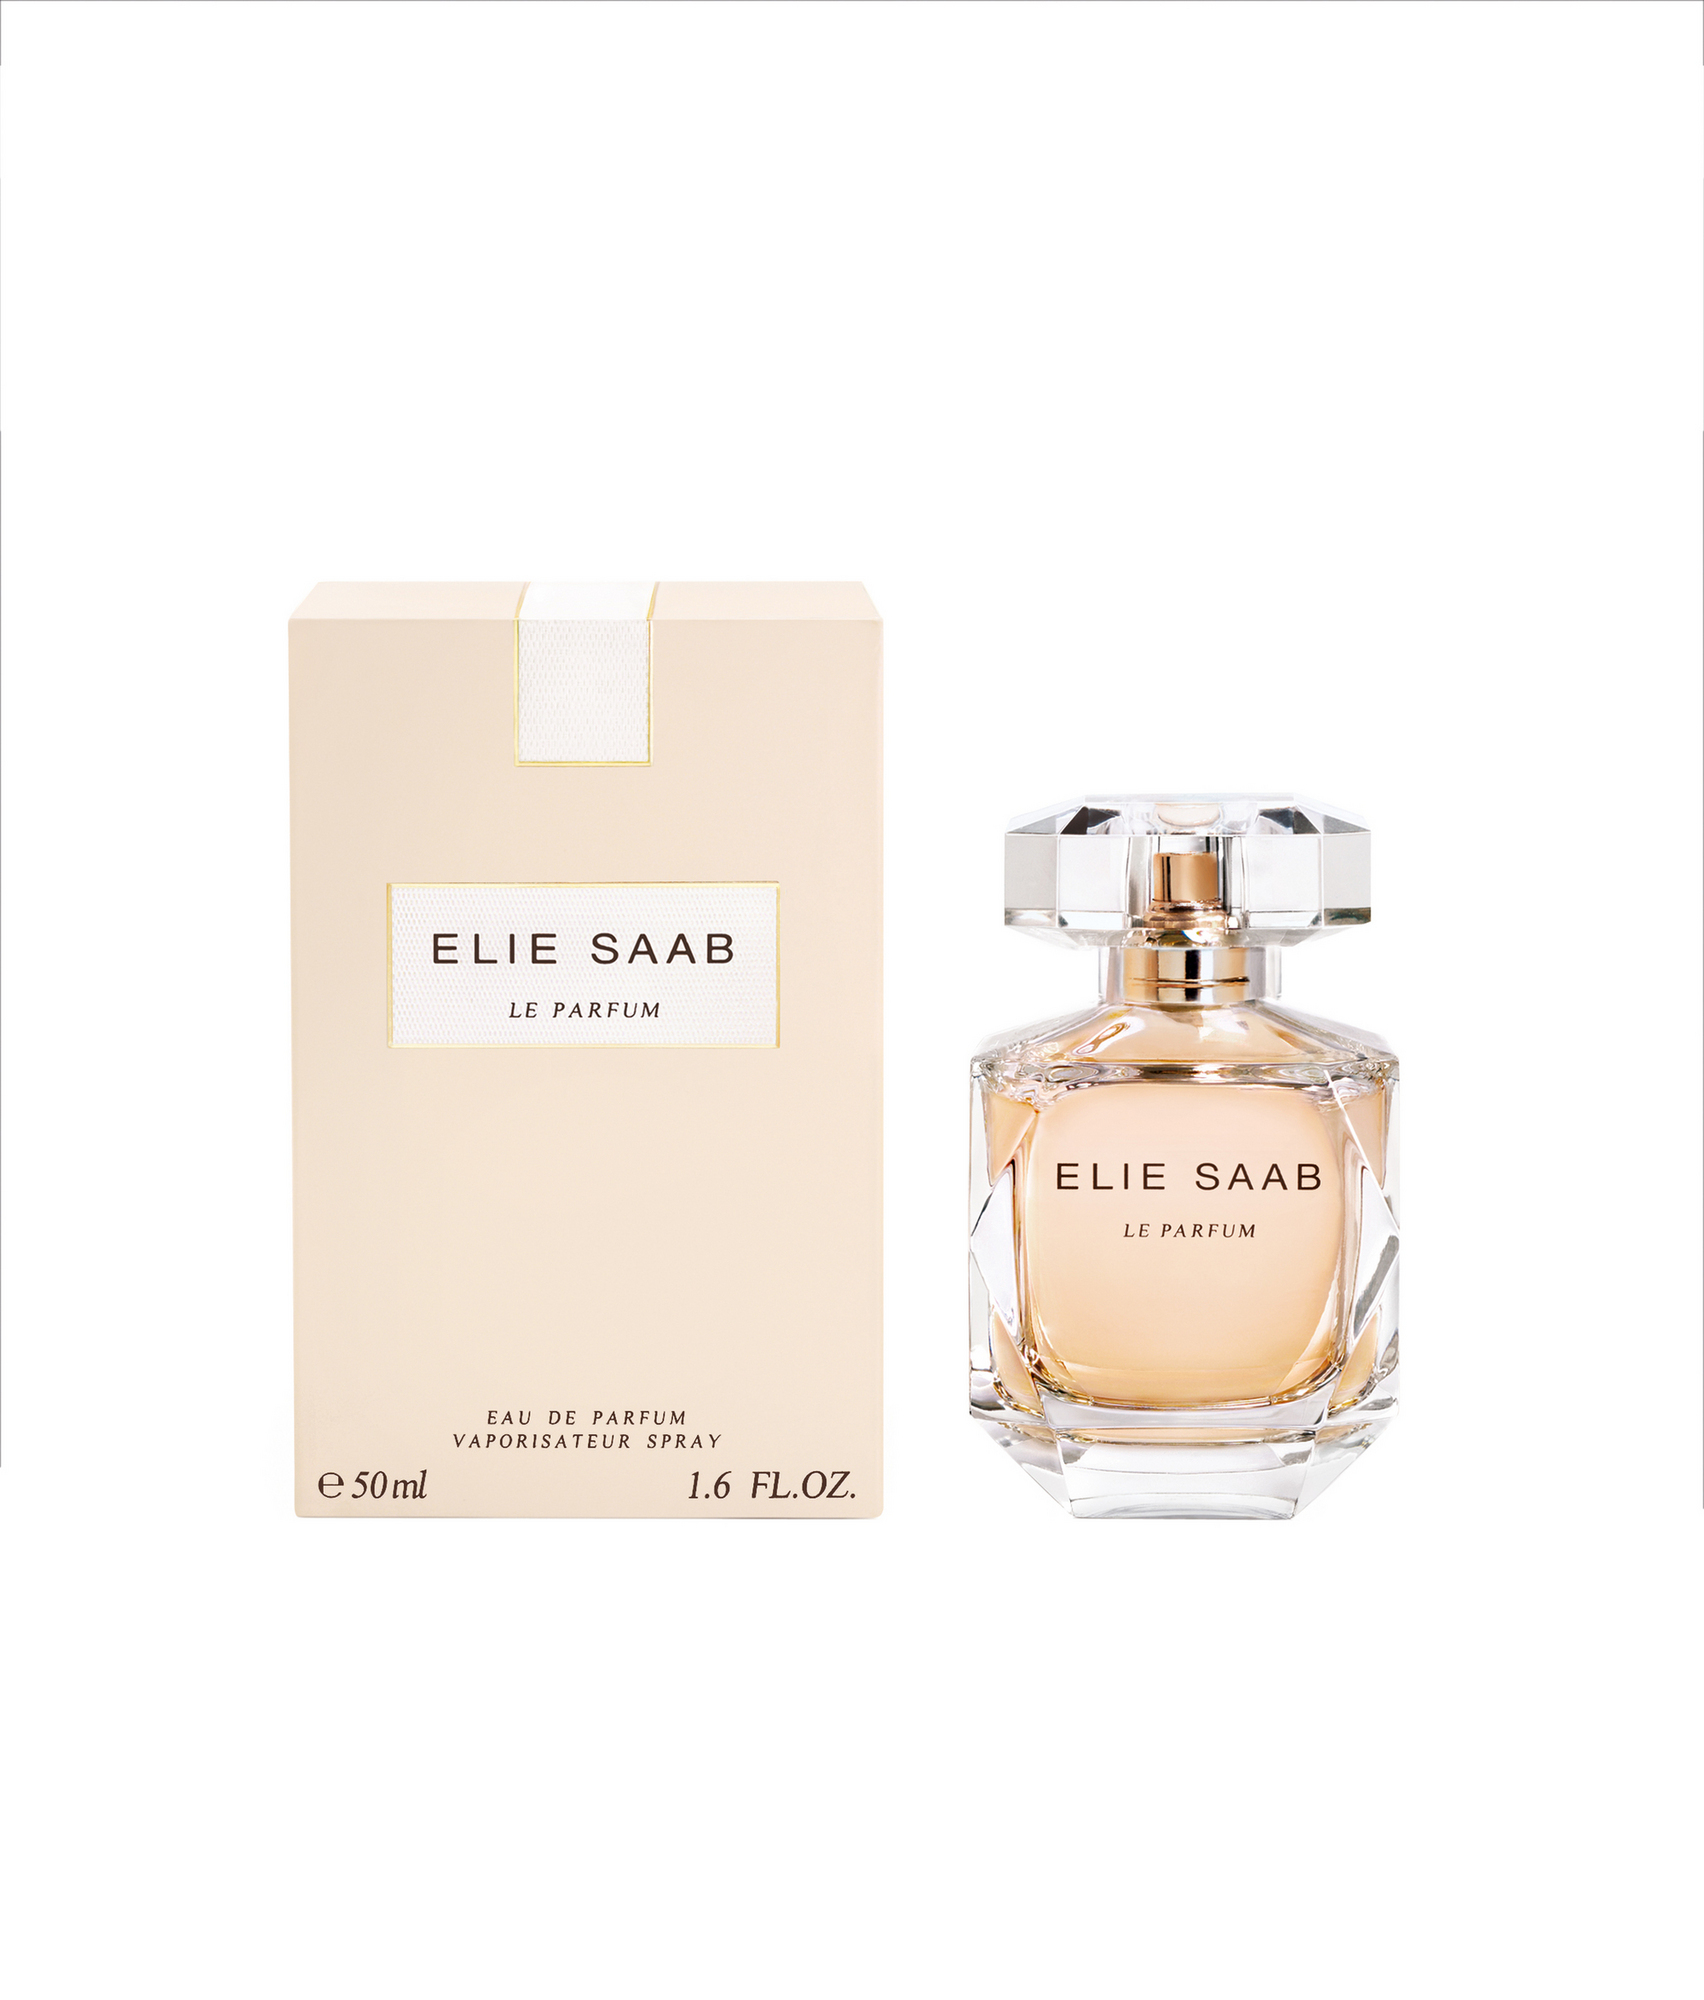 ELIE SAAB
LE PARFUM
EAU DE PARFUM
VAPORISATEUR SPRAY
℮ 50 ml 1.6 FL.OZ.
ELIE SAAB
LE PARFUM